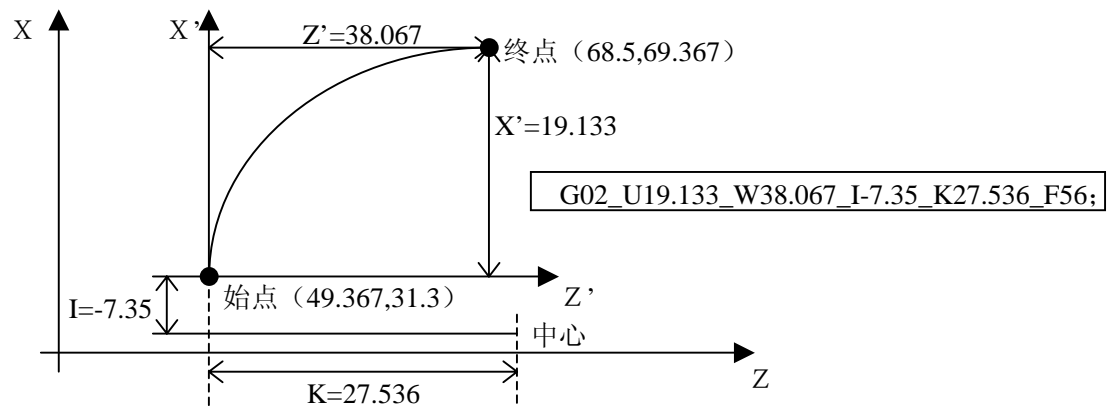 X
X’
Z’=38.067
终点（68.5,69.367）
X’=19.133
G02_U19.133_W38.067_I-7.35_K27.536_F56；
始点（49.367,31.3）
Z’
I=-7.35
中心
Z
K=27.536